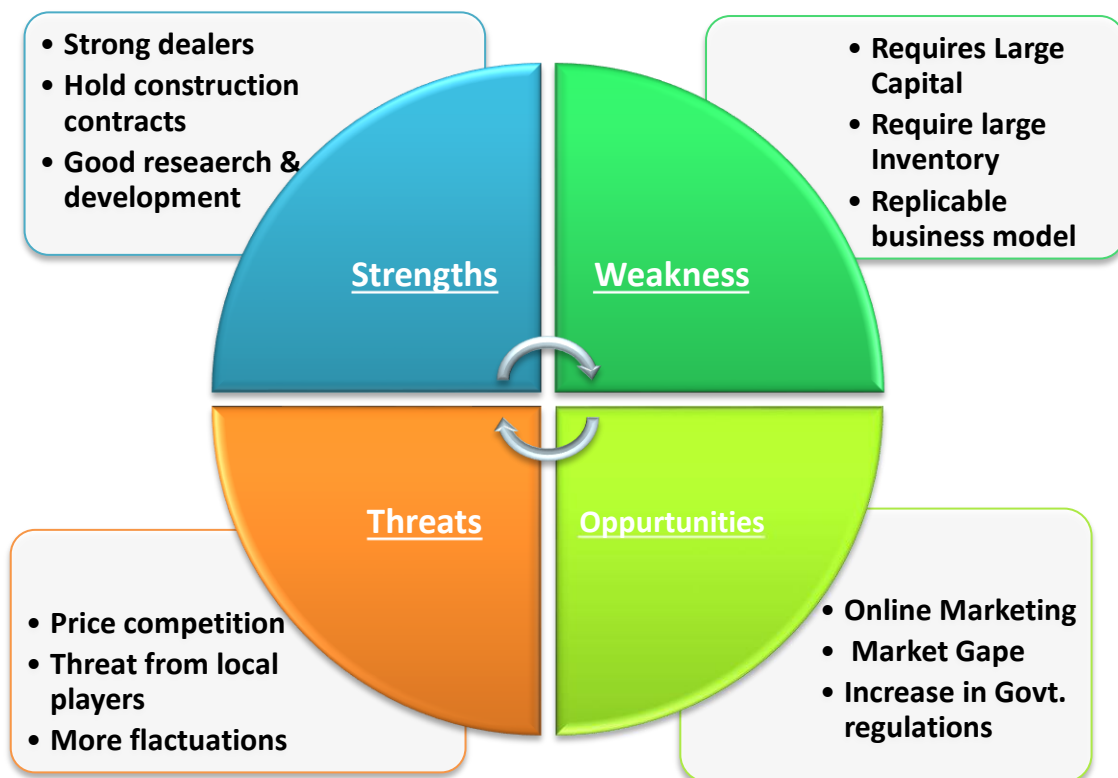 • Strong dealers
• Hold construction
contracts
• Good reseaerch &
development
• Requires Large
Capital
• Require large
Inventory
• Replicable
business model
Strengths
Weakness
Threats
Oppurtunities
• Price competition
• Threat from local
players
• More flactuations
• Online Marketing
• Market Gape
• Increase in Govt.
regulations